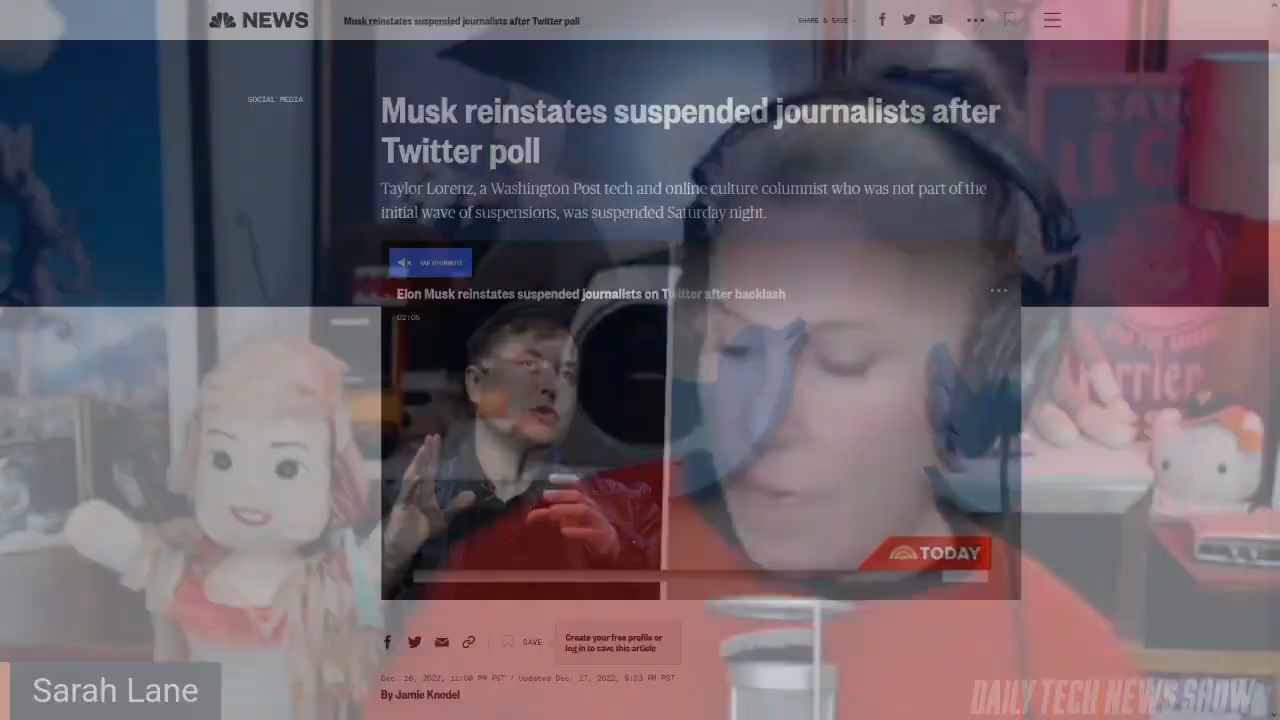 NEWS
Musk reinstates suspended journalists after Twitter poll
SHARE & SAVE
SOCIAL MEDIA
Musk reinstates suspended journalists after
Twitter poll
Taylor Lorenz, a Washington Post tech and online culture columnist who was not part of the
initial wave of suspensions, was suspended Saturday night.
TAP TO UNMUTE
Elon Musk reinstates suspended journalists on Twitter after backlash
02:05
TODAY
SAVE
Create your free profile or
log in to save this article
Dec. 16, 2022, 11:00 PM PST / Updated Dec. 17, 2022, 9:03 PM PST
By Jamie Knodel
Sarah Lane
DAILY TECH NEWS SHOW